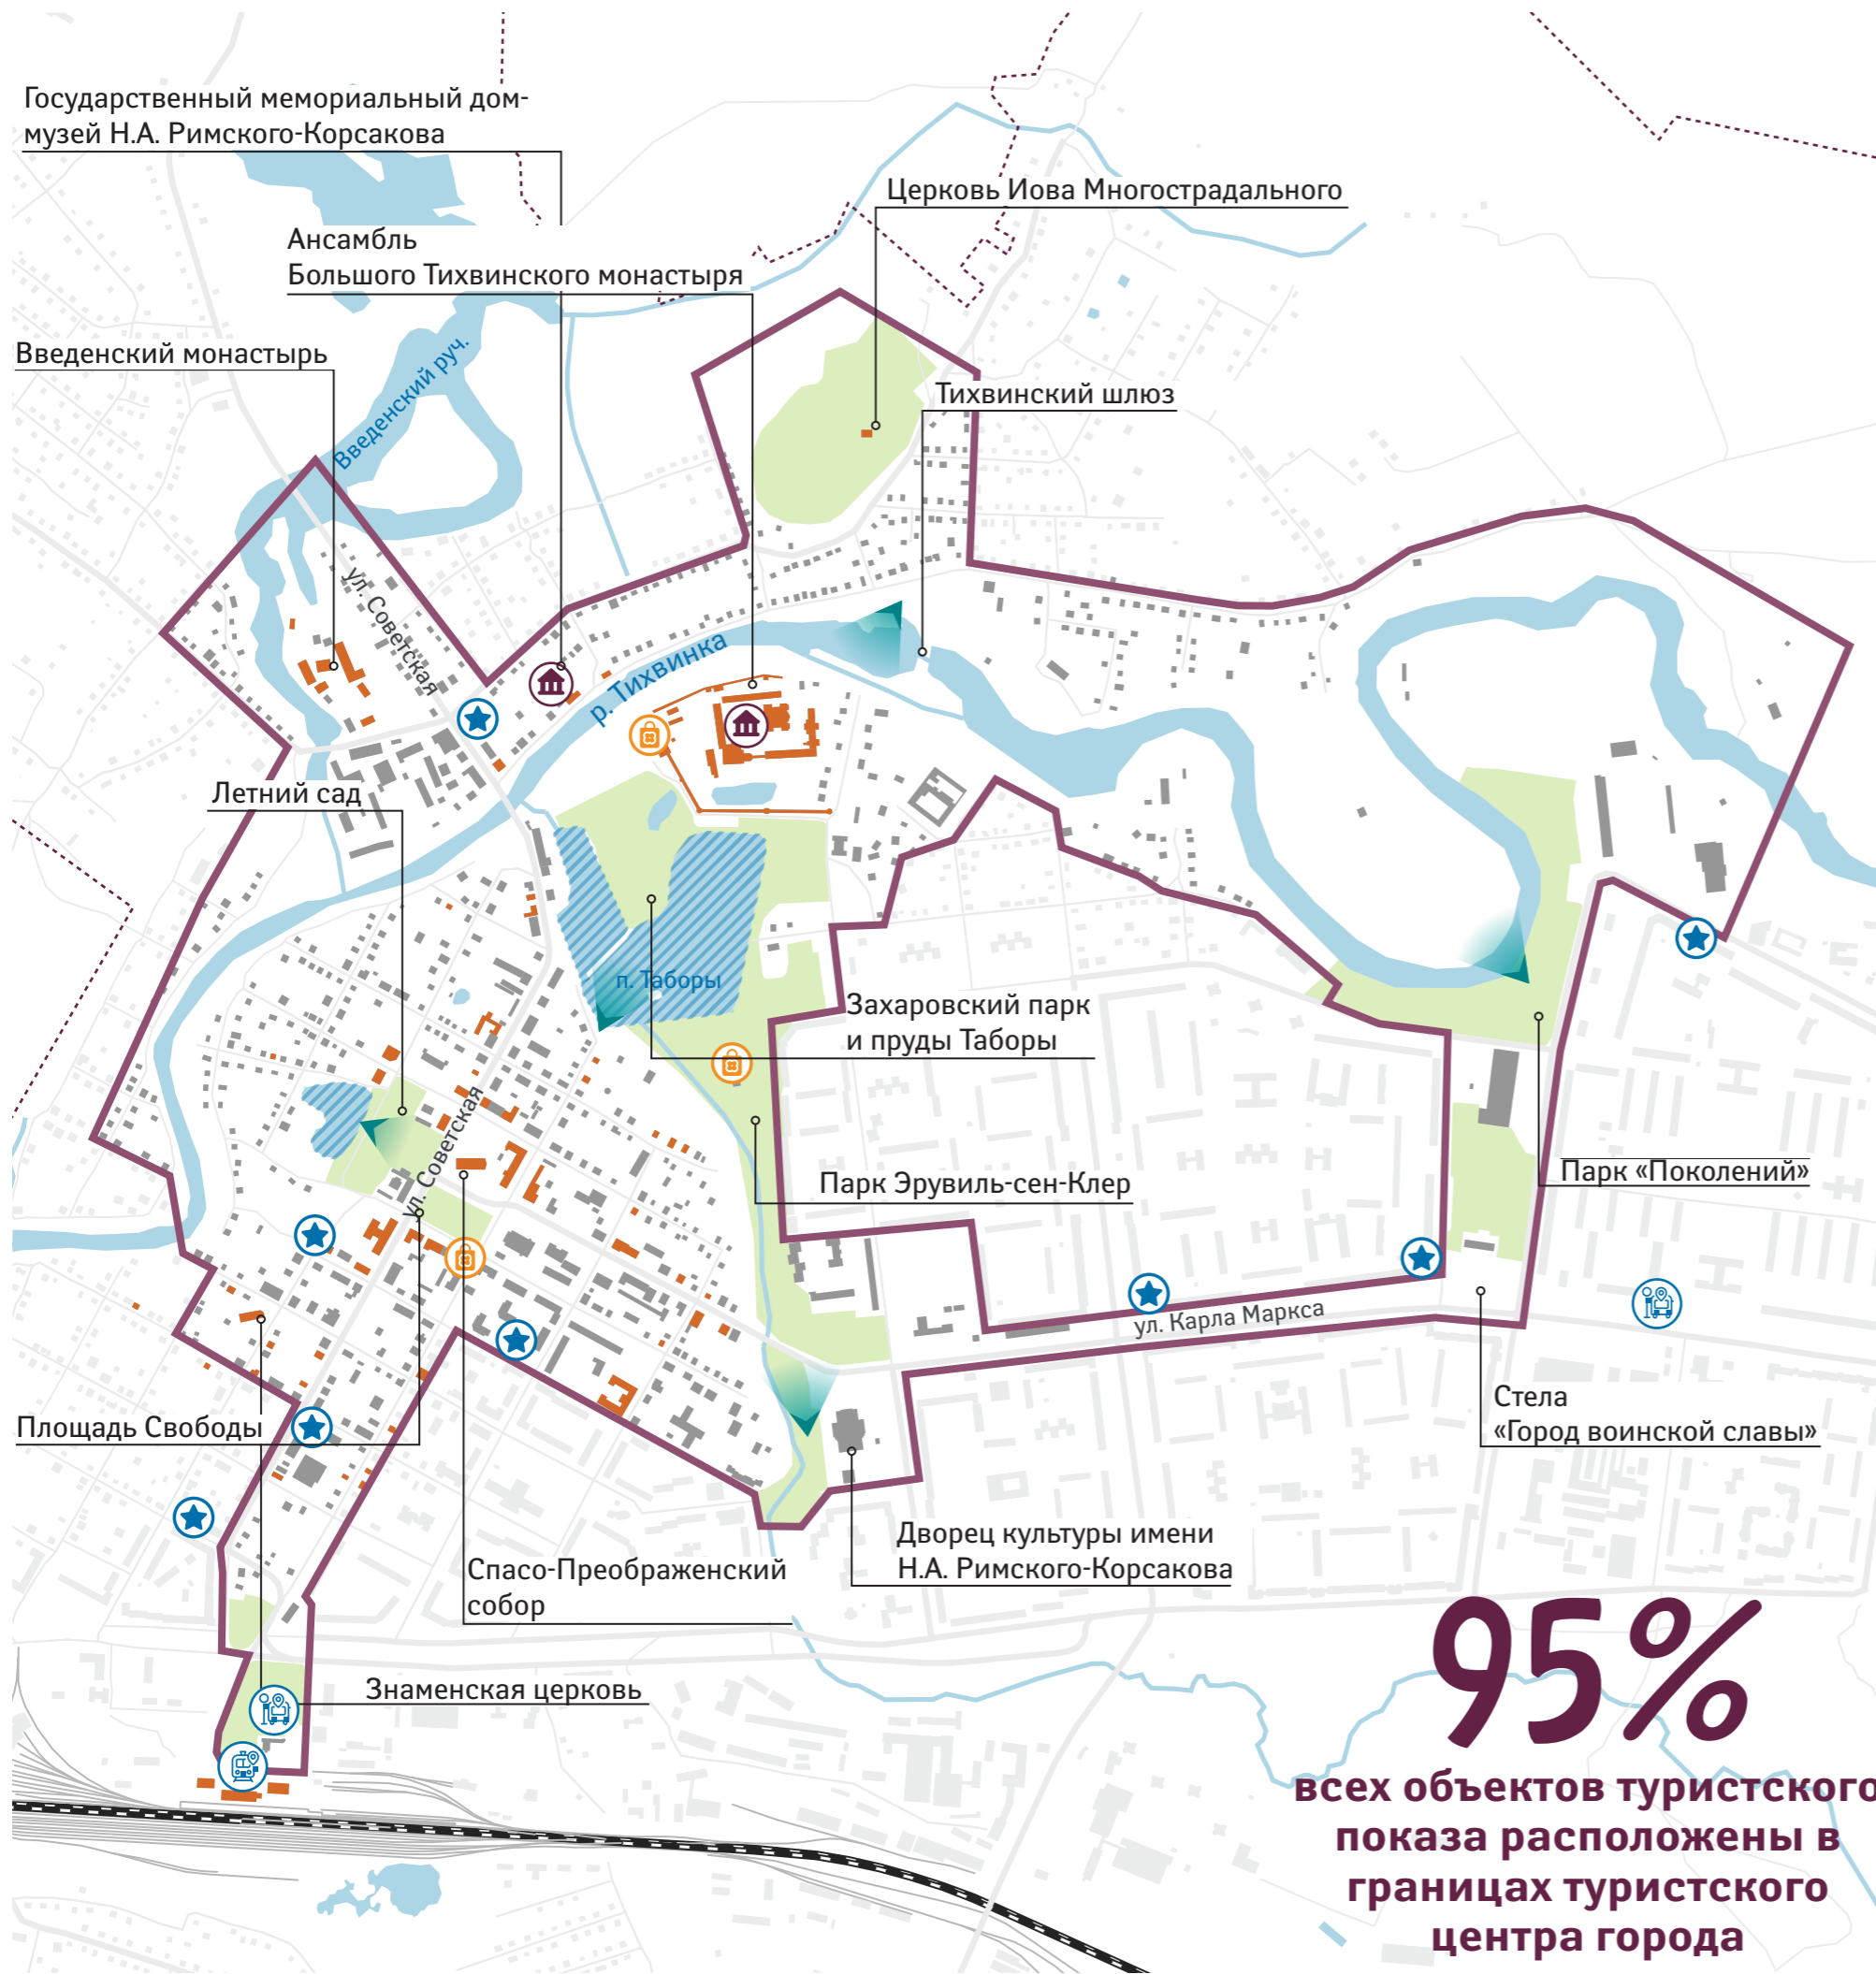 Государственный мемориальный дом-
музей Н.А. Римского-Корсакова
Церковь Иова Многострадального
Ансамбль
Большого Тихвинского монастыря
Введенский монастырь
Введенский руч.
Тихвинский шлюз
ул. Советская
р. Тихвинка
Летний сад
п. Таборы
Захаровский парк
и пруды Таборы
ул. Советская
Парк Эрувиль-сен-Клер
Парк «Поколений»
ул. Карла Маркса
Площадь Свободы
Стела
«Город воинской славы»
Дворец культуры имени
Н.А. Римского-Корсакова
Спасо-Преображенский
собор
Знаменская церковь
95%
всех объектов туристского
показа расположены в
границах туристского
центра города